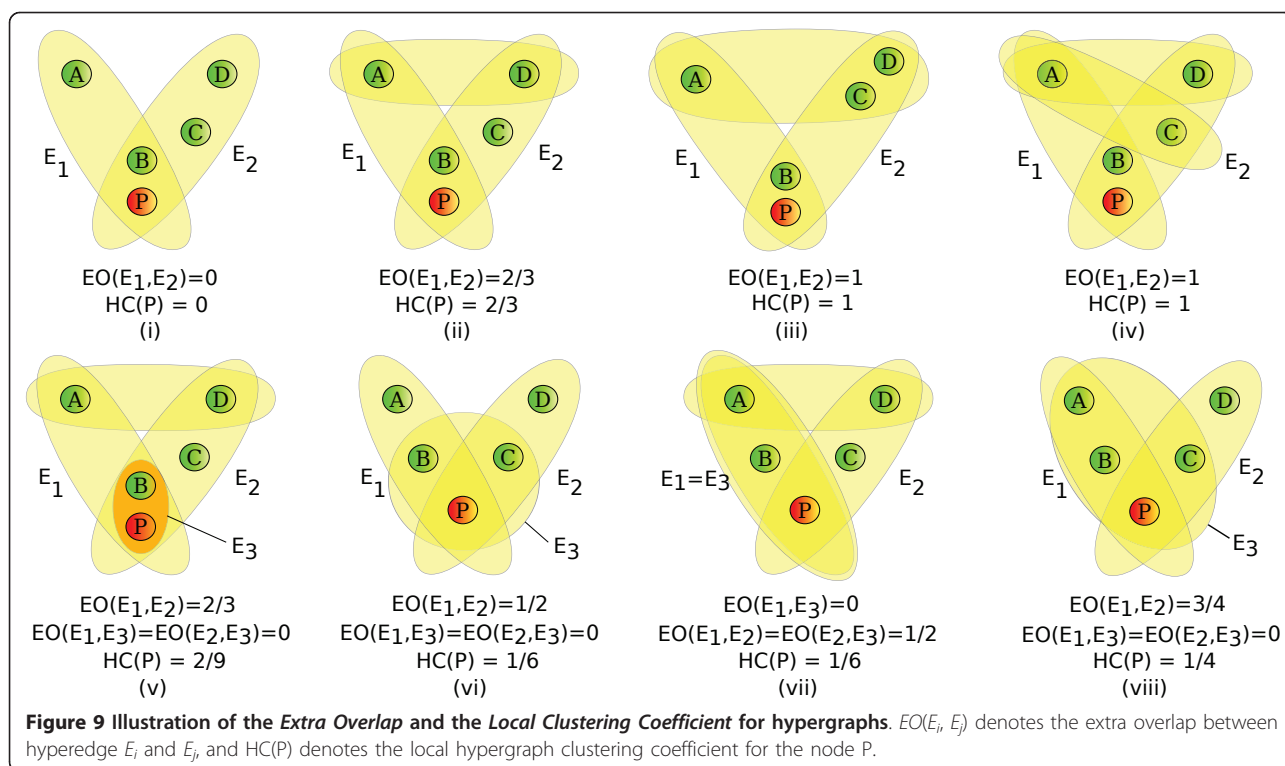 A
D
C
B
P
E1
E2
EO(E1,E2)=0
HC(P) = 0
(i)
A
D
C
B
P
E1
E2
EO(E1,E2)=2/3
HC(P) = 2/3
(ii)
A
D
C
B
P
E1
E2
EO(E1,E2)=1
HC(P) = 1
(iii)
A
D
C
B
P
E1
E2
EO(E1,E2)=1
HC(P) = 1
(iv)
A
D
C
B
P
E1
E2
E3
EO(E1,E2)=2/3
EO(E1,E3)=EO(E2,E3)=0
HC(P) = 2/9
(v)
A
D
B
C
P
E1
E2
E3
EO(E1,E2)=1/2
EO(E1,E3)=EO(E2,E3)=0
HC(P) = 1/6
(vi)
A
D
B
C
P
E1=E3
E2
EO(E1,E3)=0
EO(E1,E2)=EO(E2,E3)=1/2
HC(P) = 1/6
(vii)
A
D
B
C
P
E1
E2
E3
EO(E1,E2)=3/4
EO(E1,E3)=EO(E2,E3)=0
HC(P) = 1/4
(viii)
Figure 9 Illustration of the Extra Overlap and the Local Clustering Coefficient for hypergraphs. EO(Ei, Ej) denotes the extra overlap between
hyperedge Ei and Ej, and HC(P) denotes the local hypergraph clustering coefficient for the node P.